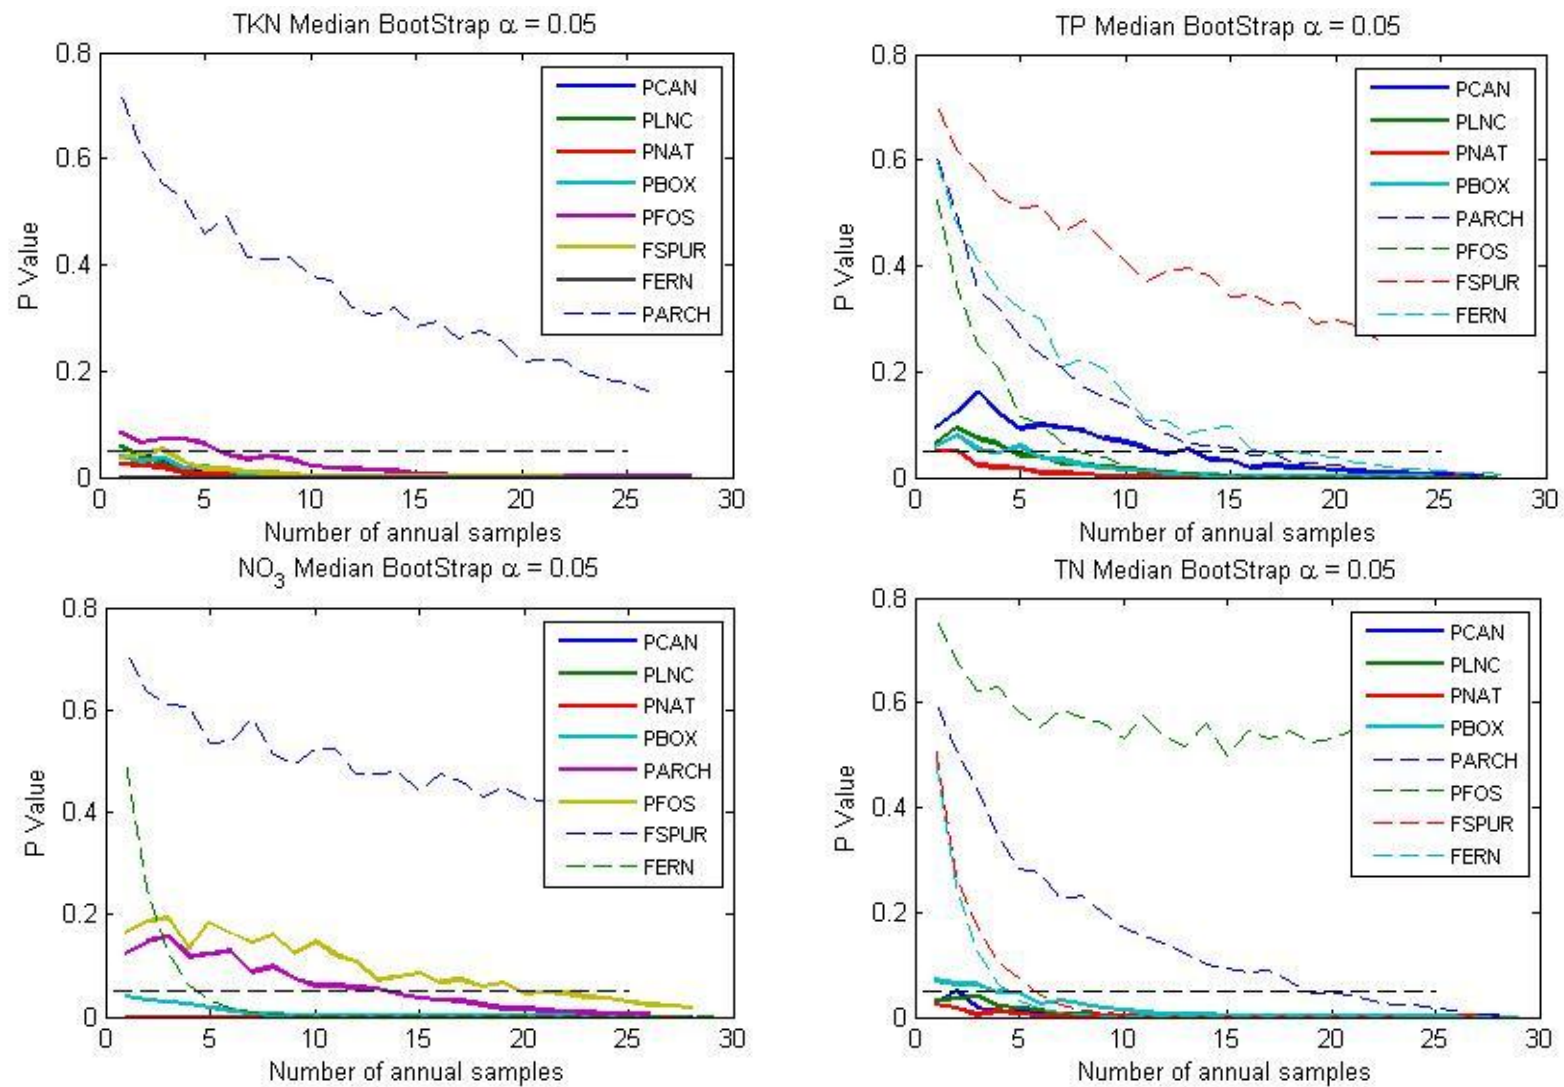 TKN Median BootStrap α = 0.05
0.8
0.6
0.4
0.2
0
P Value
0 5 10 15 20 25 30
Number of annual samples
PCAN
PLNC
PNAT
PBOX
PFOS
FSPUR
FERN
PARCH
TP Median BootStrap α = 0.05
0.8
0.6
0.4
0.2
0
P Value
0 5 10 15 20 25 30
Number of annual samples
PCAN
PLNC
PNAT
PBOX
PARCH
PFOS
FSPUR
FERN
NO3 Median BootStrap α = 0.05
0.8
0.6
0.4
0.2
0
P Value
0 5 10 15 20 25 30
Number of annual samples
PCAN
PLNC
PNAT
PBOX
PARCH
PFOS
FSPUR
FERN
TN Median BootStrap α = 0.05
0.8
0.6
0.4
0.2
0
P Value
0 5 10 15 20 25 30
Number of annual samples
PCAN
PLNC
PNAT
PBOX
PARCH
PFOS
FSPUR
FERN